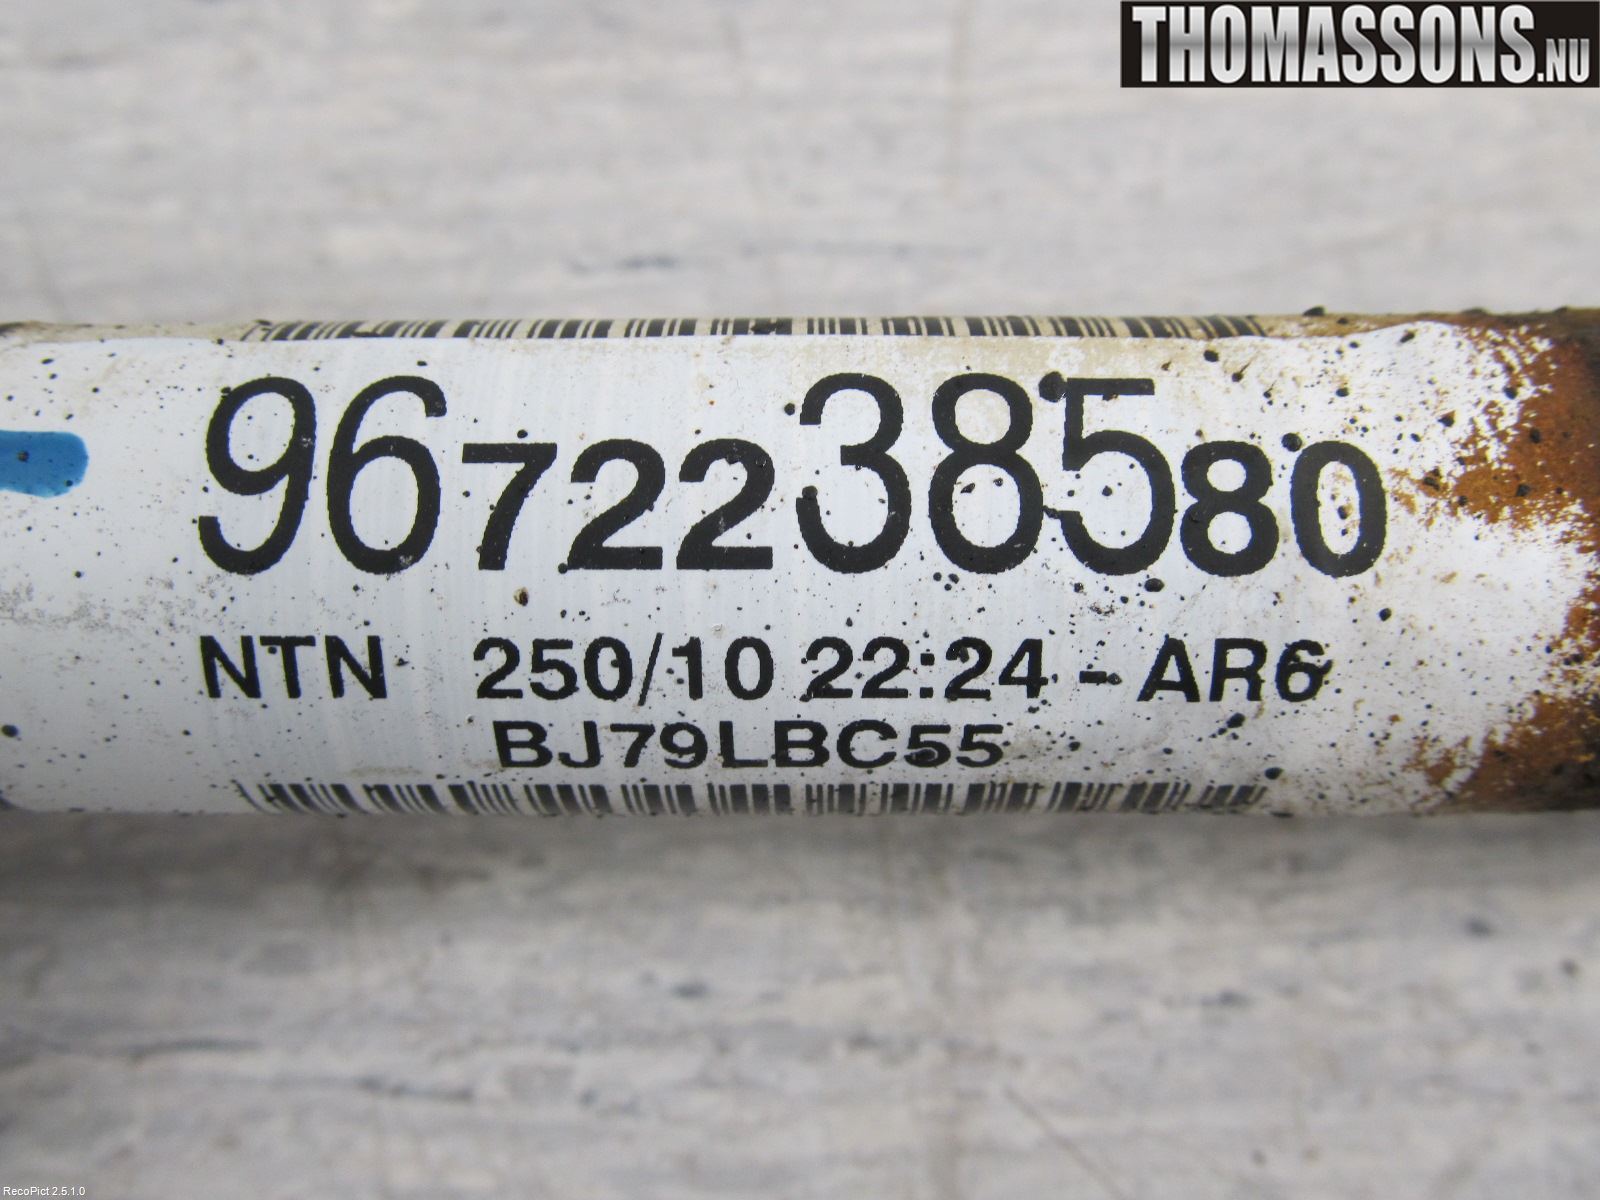 THOMASSONS.NU
9672238580
NTN 250/10 22:24 - AR6
BJ79LBC55
RecoPict 2.5.1.0